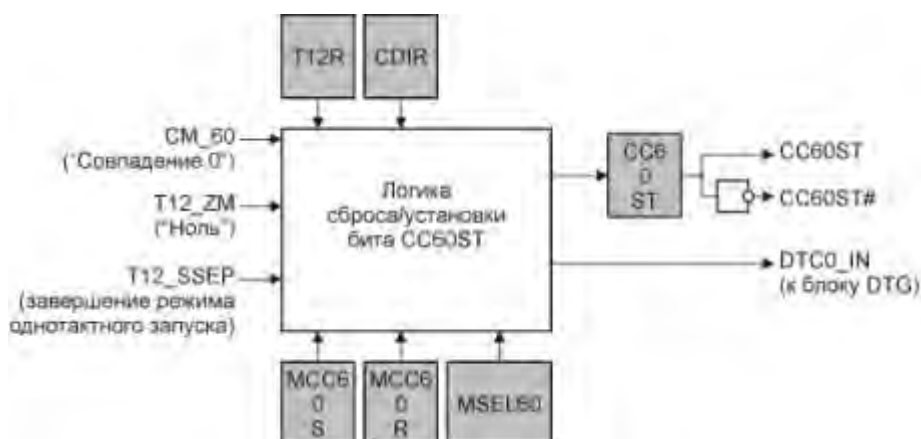 T12R CDIR
CM_60
("Совпадение 0")
T12_ZM
("Ноль")
T12_SSEP
(завершение режима
однотактного запуска)
Логика
сброса/установки
бита CC60ST
CC6
0
ST
CC60ST
CC60ST#
DTC0_IN
(к блоку DTG)
MCC6
0
S
MCC6
0
R
MSEL60